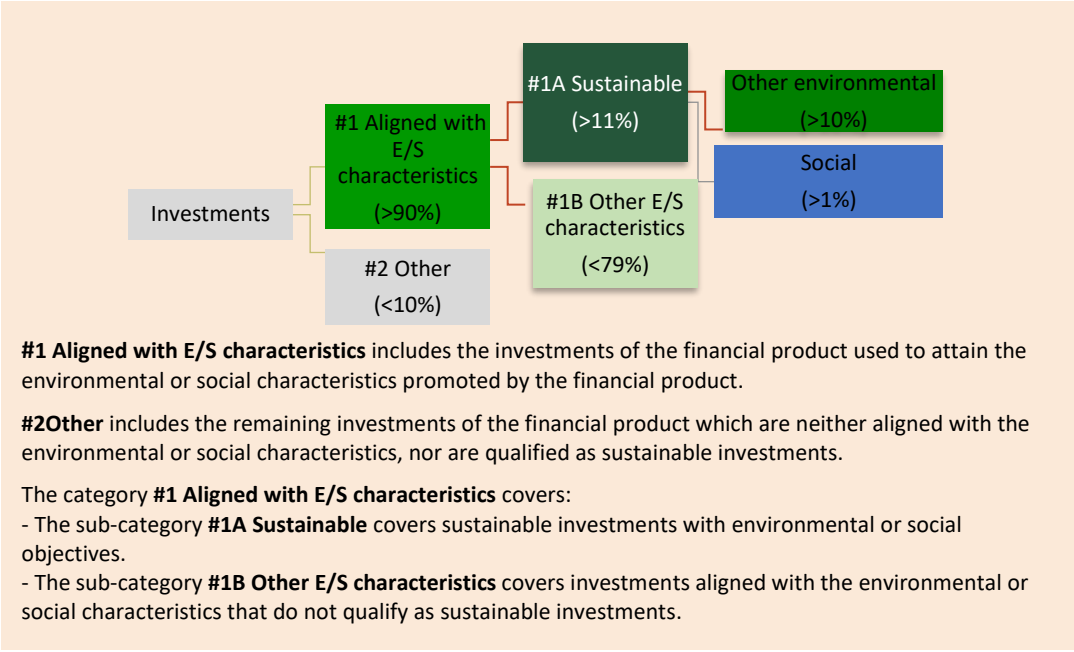 Investments
#1 Aligned with
E/S
characteristics
(>90%)
#2 Other
(<10%)
#1A Sustainable
(>11%)
#1B Other E/S
characteristics
(<79%)
Other environmental
(>10%)
Social
(>1%)
#1 Aligned with E/S characteristics includes the investments of the financial product used to attain the
environmental or social characteristics promoted by the financial product.
#2Other includes the remaining investments of the financial product which are neither aligned with the
environmental or social characteristics, nor are qualified as sustainable investments.
The category #1 Aligned with E/S characteristics covers:
- The sub-category #1A Sustainable covers sustainable investments with environmental or social
objectives.
- The sub-category #1B Other E/S characteristics covers investments aligned with the environmental or
social characteristics that do not qualify as sustainable investments.